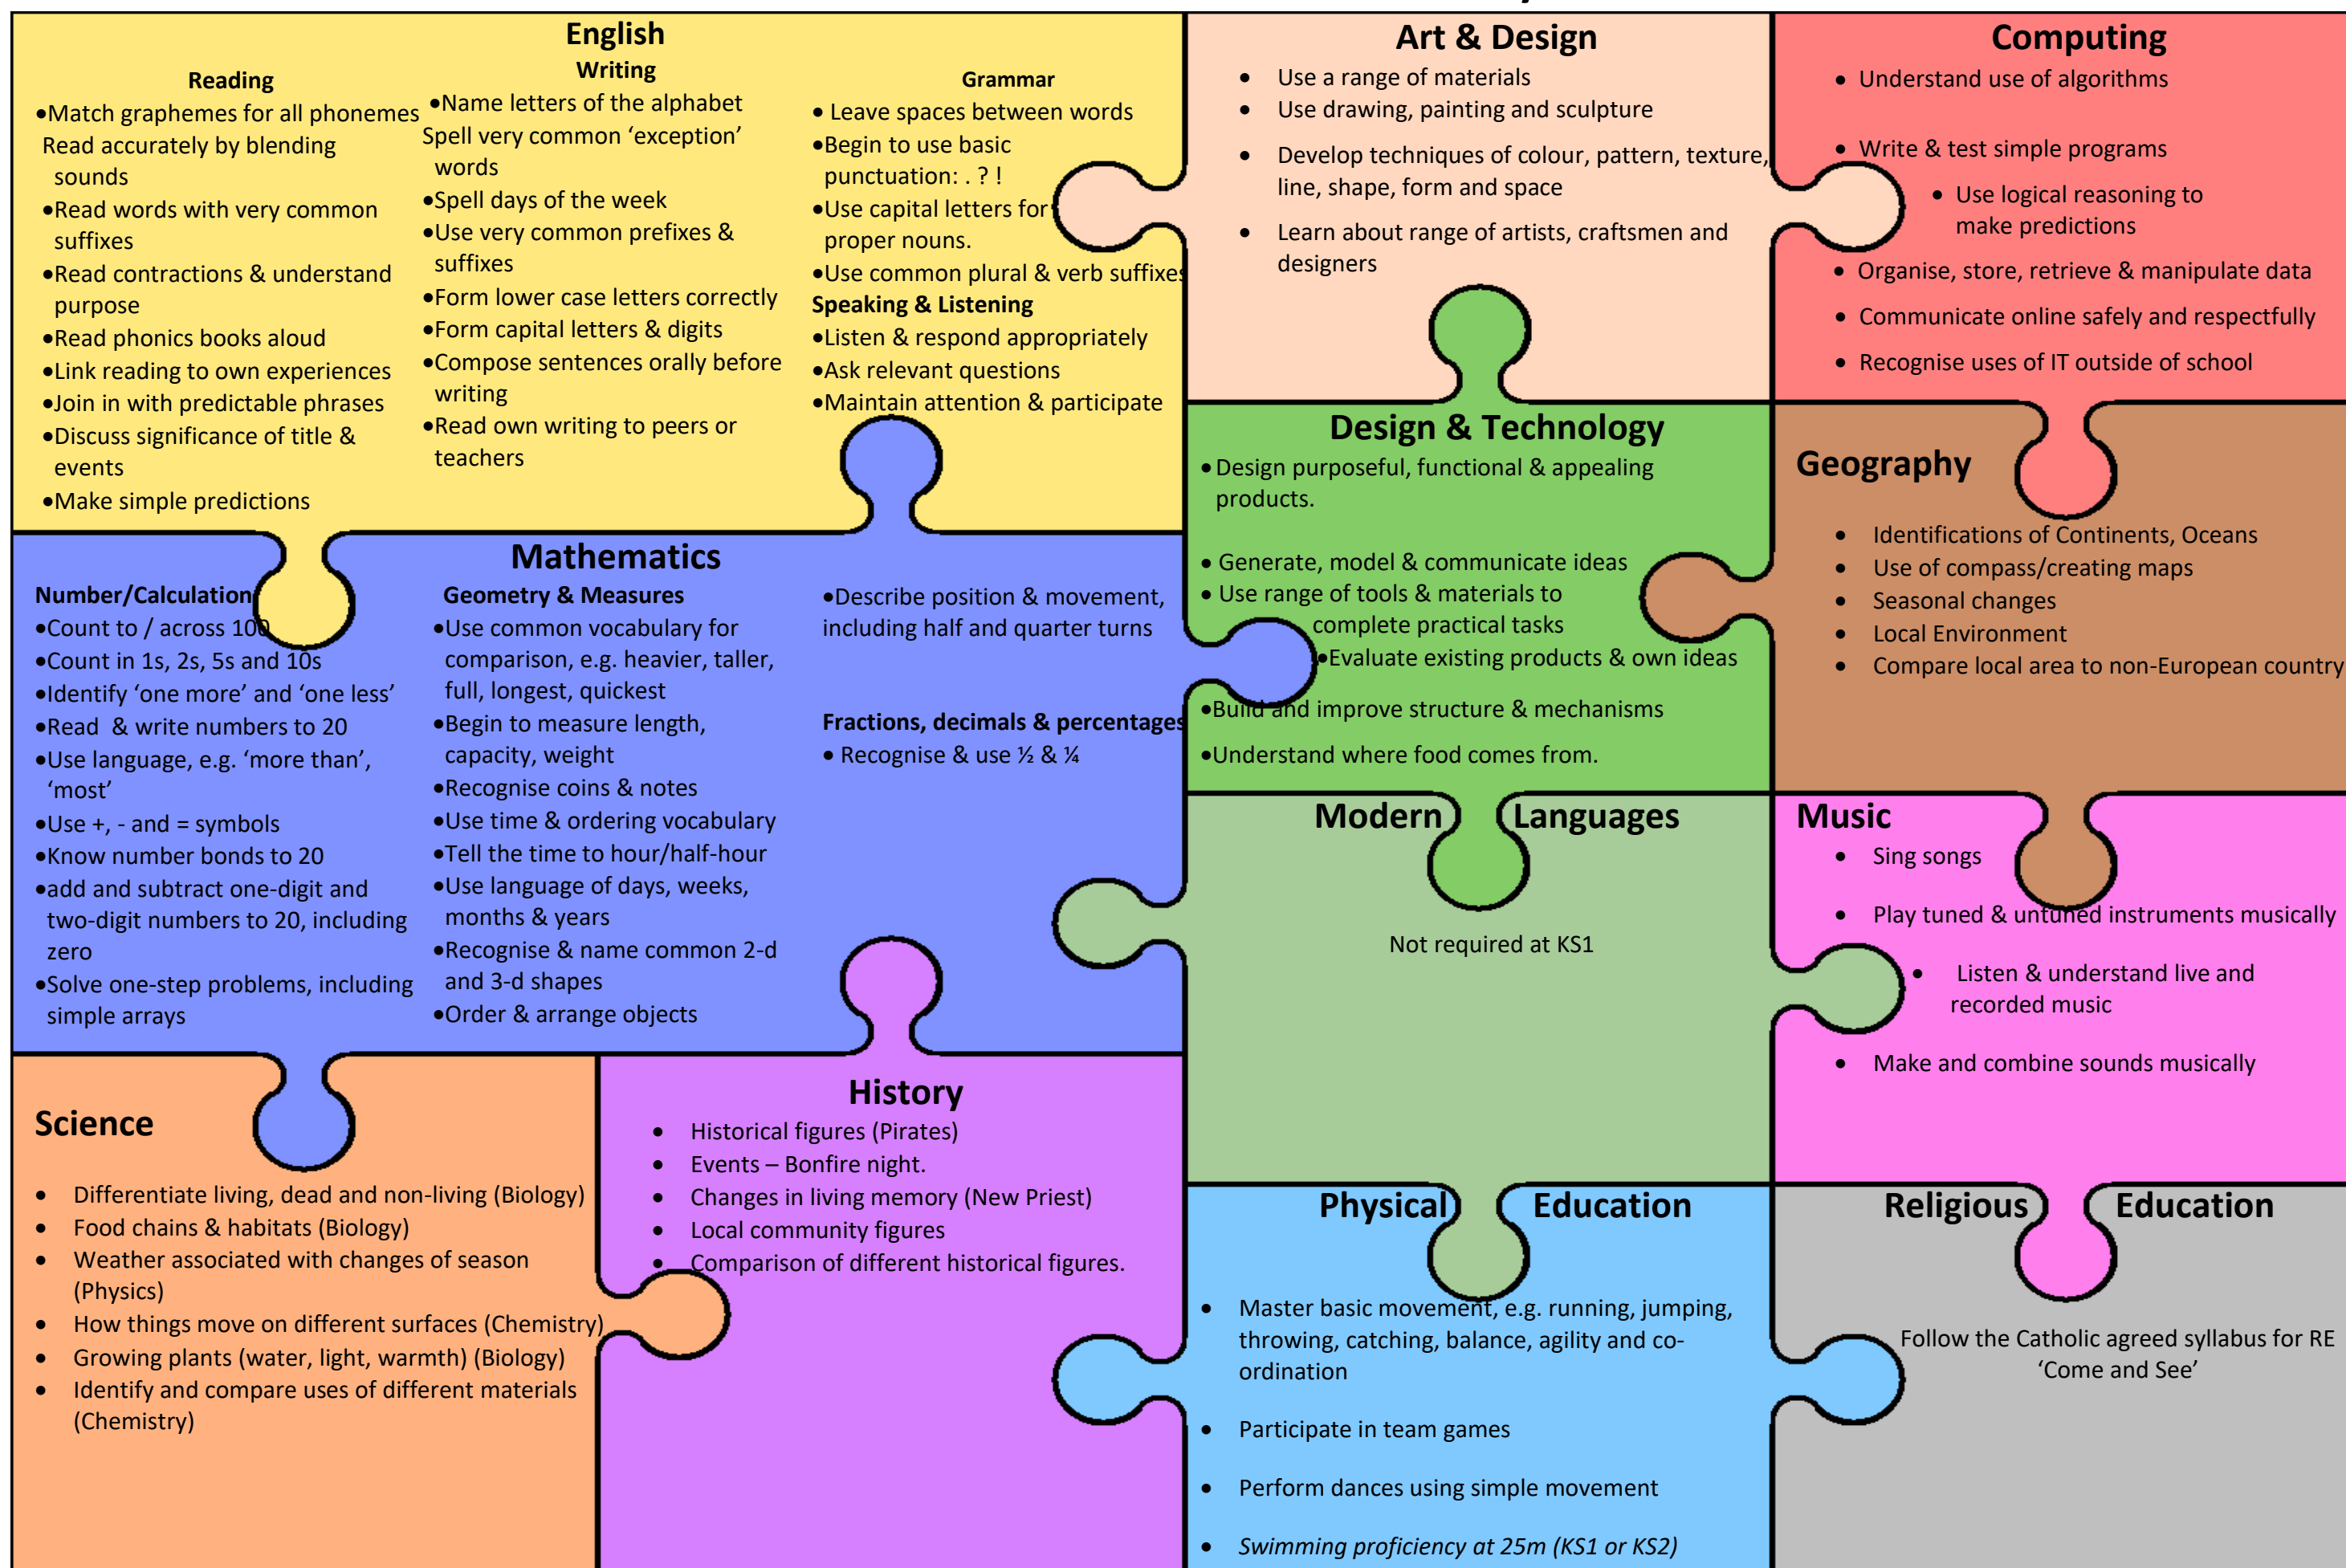 English
Reading
•Match graphemes for all phonemes
Read accurately by blending
sounds
•Read words with very common
suffixes
•Read contractions & understand
purpose
•Read phonics books aloud
•Link reading to own experiences
•Join in with predictable phrases
•Discuss significance of title &
events
•Make simple predictions
Writing
•Name letters of the alphabet
Spell very common ‘exception’
words
•Spell days of the week
•Use very common prefixes &
suffixes
•Form lower case letters correctly
•Form capital letters & digits
•Compose sentences orally before
writing
•Read own writing to peers or
teachers
Grammar
• Leave spaces between words
•Begin to use basic
punctuation: . ? !
•Use capital letters for
proper nouns.
•Use common plural & verb suffixes
Speaking & Listening
•Listen & respond appropriately
•Ask relevant questions
•Maintain attention & participate
Art & Design
• Use a range of materials
• Use drawing, painting and sculpture
• Develop techniques of colour, pattern, texture,
line, shape, form and space
• Learn about range of artists, craftsmen and
designers
Computing
• Understand use of algorithms
• Write & test simple programs
• Use logical reasoning to
make predictions
• Organise, store, retrieve & manipulate data
• Communicate online safely and respectfully
• Recognise uses of IT outside of school
Mathematics
Number/Calculation
•Count to / across 100
•Count in 1s, 2s, 5s and 10s
•Identify ‘one more’ and ‘one less’
•Read & write numbers to 20
•Use language, e.g. ‘more than’,
‘most’
•Use +, - and = symbols
•Know number bonds to 20
•add and subtract one-digit and
two-digit numbers to 20, including
zero
•Solve one-step problems, including
simple arrays
Geometry & Measures
•Use common vocabulary for
comparison, e.g. heavier, taller,
full, longest, quickest
•Begin to measure length,
capacity, weight
•Recognise coins & notes
•Use time & ordering vocabulary
•Tell the time to hour/half-hour
•Use language of days, weeks,
months & years
•Recognise & name common 2-d
and 3-d shapes
•Order & arrange objects
•Describe position & movement,
including half and quarter turns
Fractions, decimals & percentages
• Recognise & use ½ & ¼
Design & Technology
•Design purposeful, functional & appealing
products.
• Generate, model & communicate ideas
• Use range of tools & materials to
complete practical tasks
•Evaluate existing products & own ideas
•Build and improve structure & mechanisms
•Understand where food comes from.
Geography
• Identifications of Continents, Oceans
• Use of compass/creating maps
• Seasonal changes
• Local Environment
• Compare local area to non-European country
Modern Languages
Not required at KS1
Music
• Sing songs
• Play tuned & untuned instruments musically
• Listen & understand live and
recorded music
• Make and combine sounds musically
Science
• Differentiate living, dead and non-living (Biology)
• Food chains & habitats (Biology)
• Weather associated with changes of season
(Physics)
• How things move on different surfaces (Chemistry)
• Growing plants (water, light, warmth) (Biology)
• Identify and compare uses of different materials
(Chemistry)
History
• Historical figures (Pirates)
• Events – Bonfire night.
• Changes in living memory (New Priest)
• Local community figures
• Comparison of different historical figures.
Physical Education
• Master basic movement, e.g. running, jumping,
throwing, catching, balance, agility and co-
ordination
• Participate in team games
• Perform dances using simple movement
• Swimming proficiency at 25m (KS1 or KS2)
Religious Education
Follow the Catholic agreed syllabus for RE
‘Come and See’